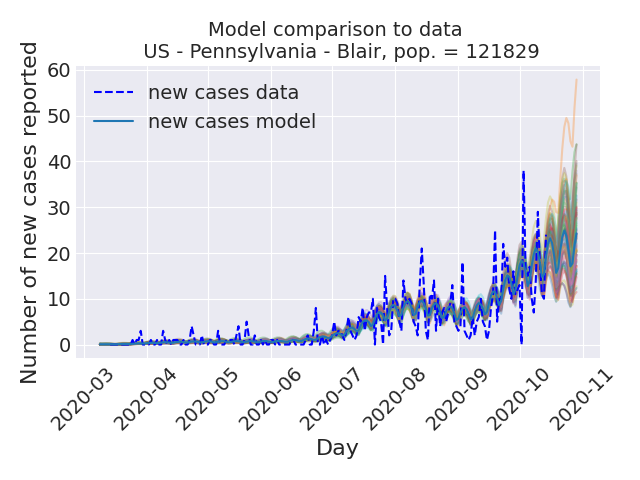 Model comparison to data
US - Pennsylvania - Blair, pop. = 121829
new cases data
new cases model
Number of new cases reported
60
50
40
30
20
10
0
2020-03
2020-04
2020-05
2020-06
2020-07
2020-08
2020-09
2020-10
2020-11
Day